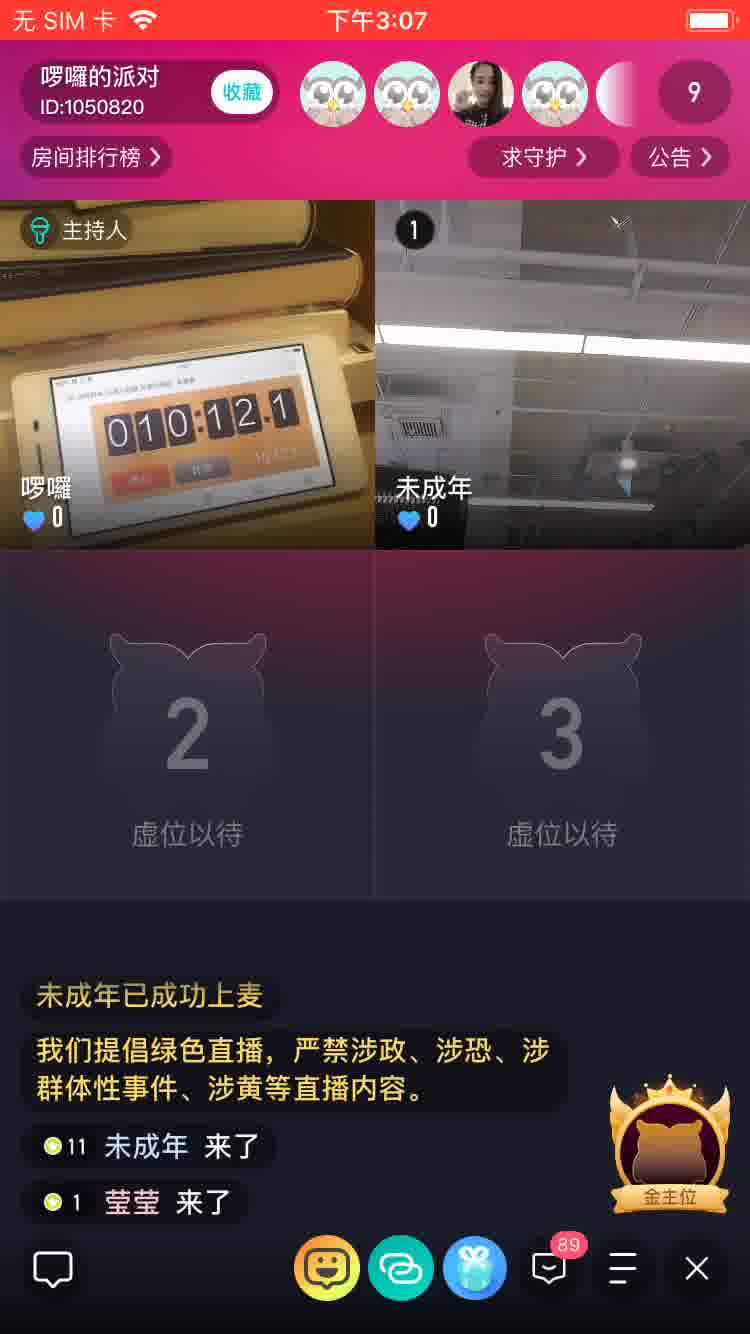 无 SIM 卡
下午3:07
啰囉的派对
ID:1050820
收藏
9
房间排行榜
求守护
公告
主持人
1
010:12.1
啰囉
0
未成年
0
2
虚位以待
3
虚位以待
未成年已成功上麦
我们提倡绿色直播，严禁涉政、涉恐、涉
群体性事件、涉黄等直播内容。
11 未成年 来了
1 莹莹 来了
金主位
89